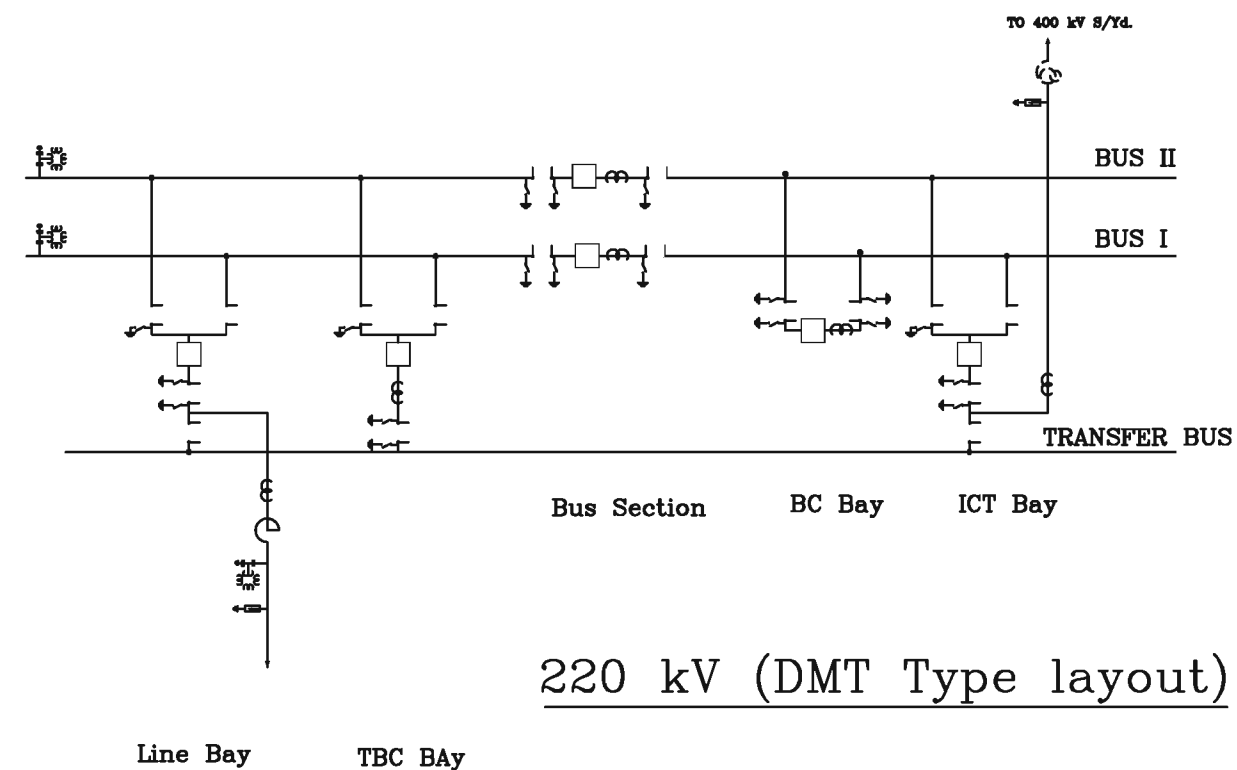 TO 400 kV S/Yd.
BUS II
BUS I
TRANSFER BUS
Bus Section
BC Bay
ICT Bay
220 kV (DMT Type layout)
Line Bay
TBC BAy